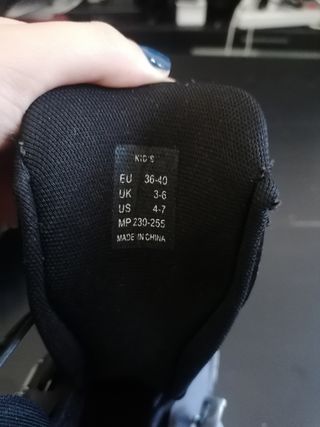 KID'S
EU 36-40
UK 3-6
US 4-7
MP 230-255
MADE IN CHINA